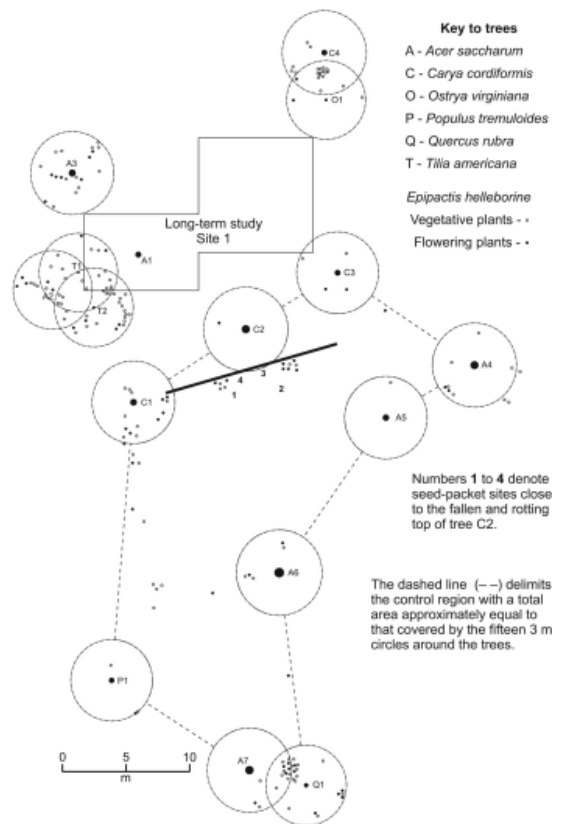 Key to trees
A - Acer saccharum
C - Carya cordiformis
O - Ostrya virginiana
P - Populus tremuloides
Q - Quercus rubra
T - Tilia americana
Epipactis helleborine
Vegetative plants -
Flowering plants -
C4
O1
A3
Long-term study
Site 1
A1
T1
A2
T2
C3
C2
A4
4
3
1
2
C1
A5
Numbers 1 to 4 denote
seed-packet sites close
to the fallen and rotting
top of tree C2.
A6
The dashed line (– –) delimits
the control region with a total
area approximately equal to
that covered by the fifteen 3 m
circles around the trees.
P1
0 5 10
m
A7
Q1